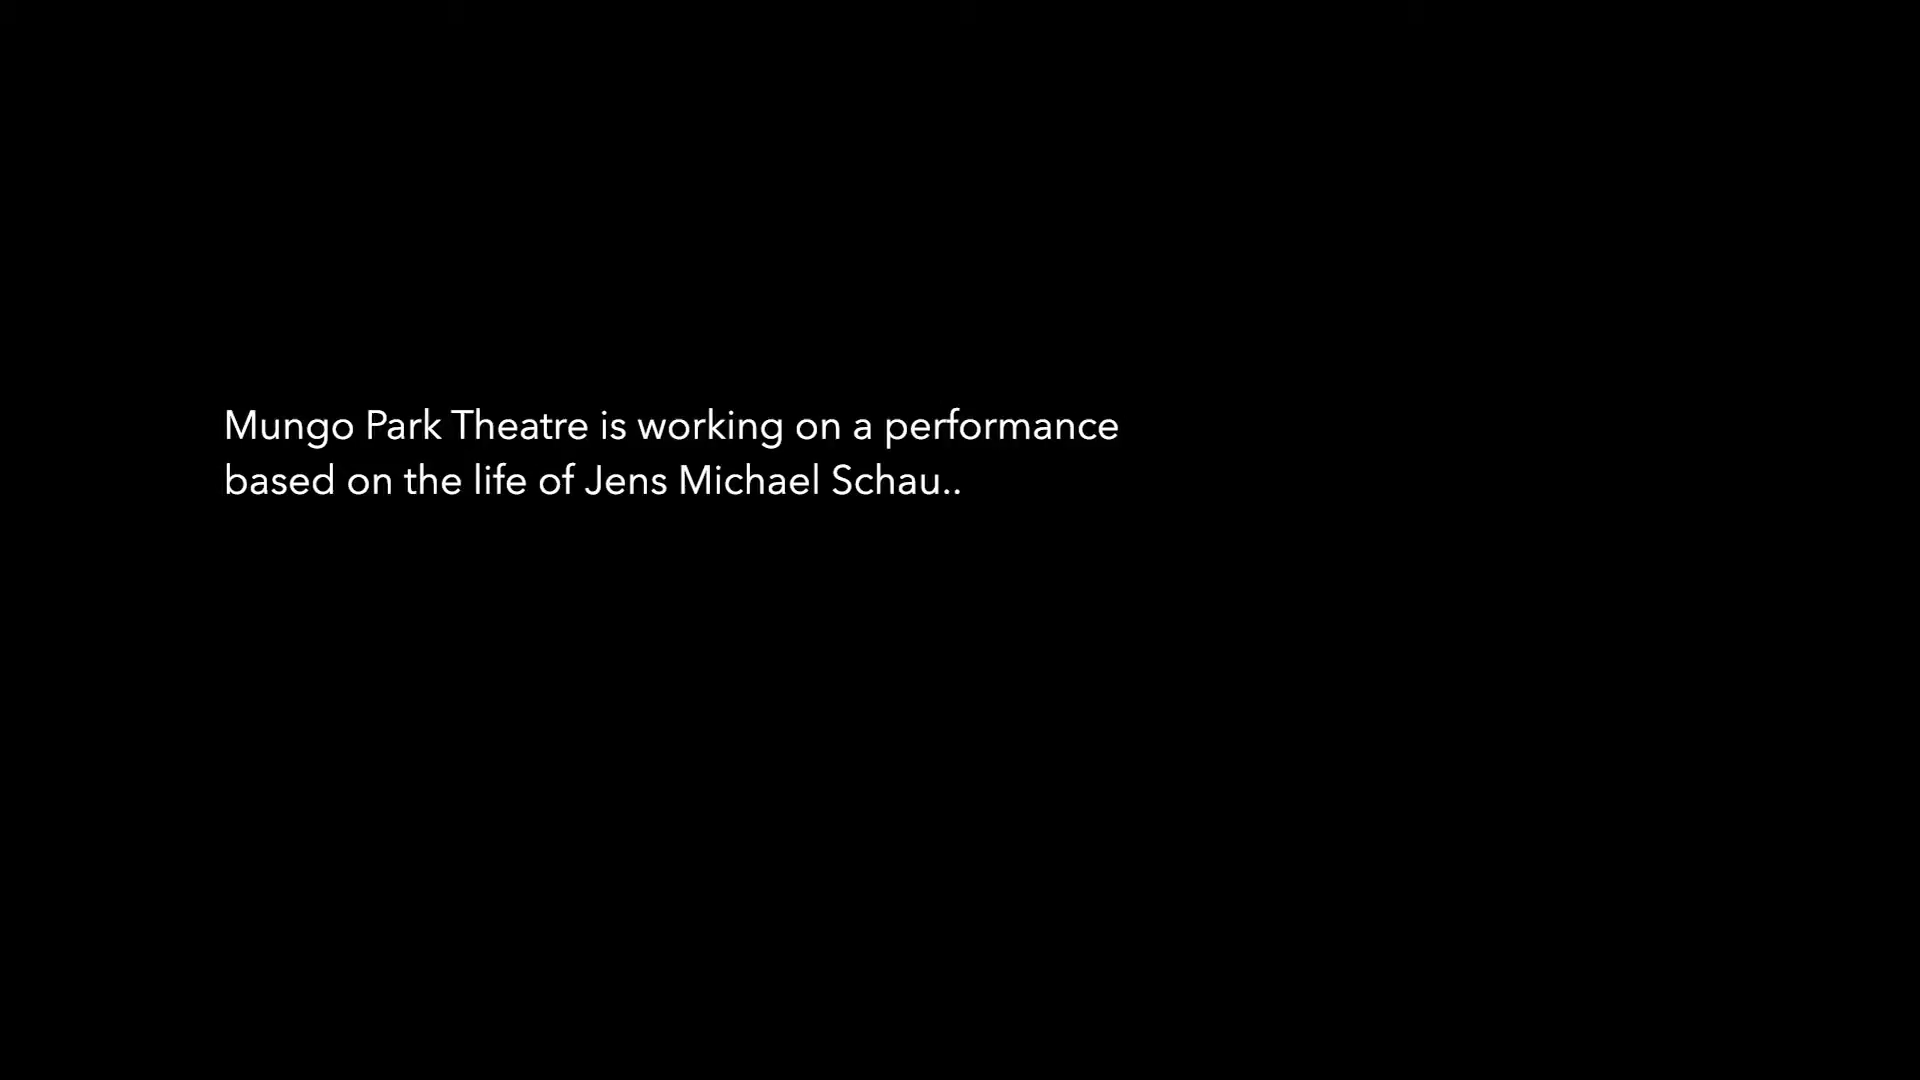 Mungo Park Theatre is working on a performance
based on the life of Jens Michael Schau..